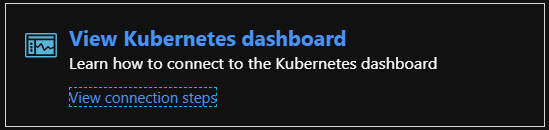 View Kubernetes dashboard
Learn how to connect to the Kubernetes dashboard
View connection steps